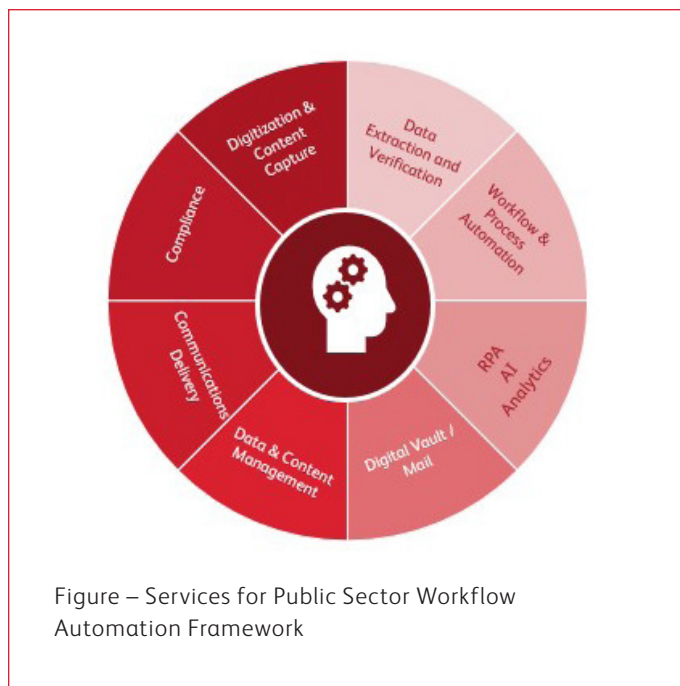 Digitization &
Content
Capture
Data
Extraction and
Verification
Workflow &
Process
Automation
RPA
AI
Analytics
Digital Vault /
Mail
Data & Content
Management
Communications
Delivery
Compliance
Figure – Services for Public Sector Workflow
Automation Framework